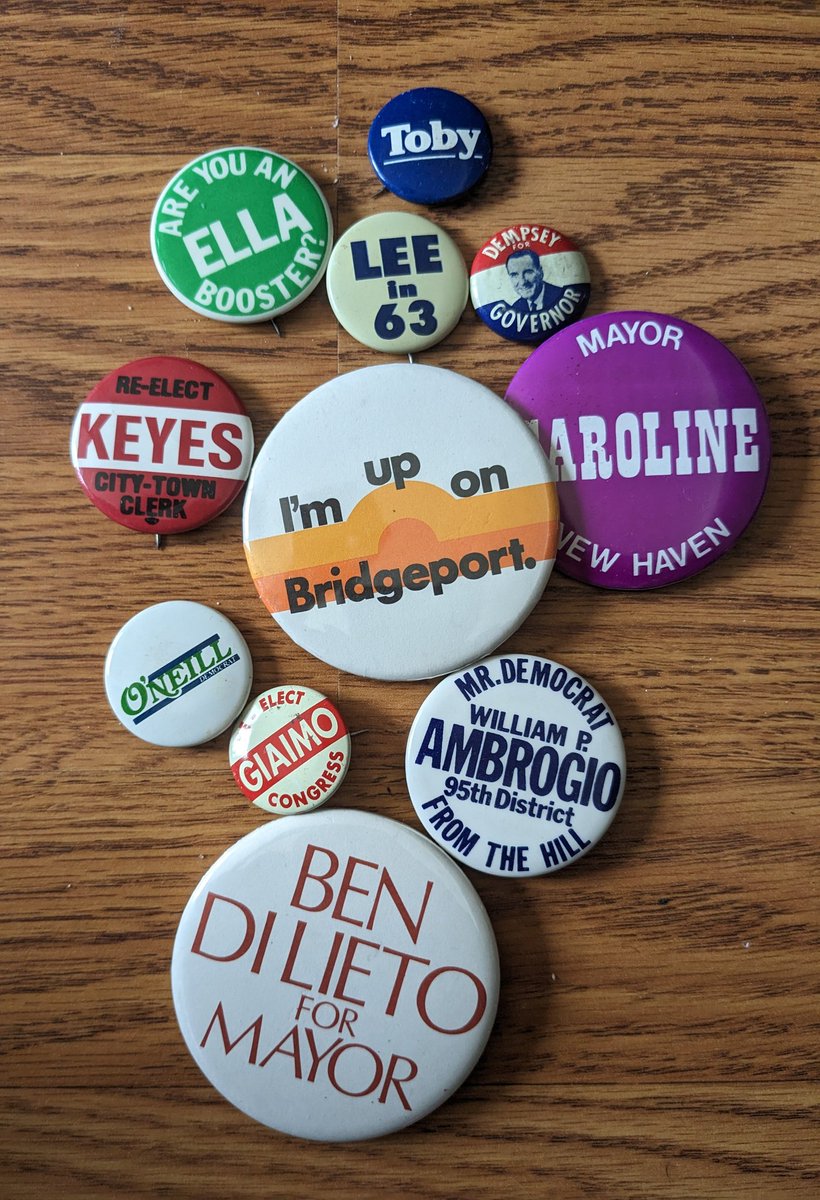 Toby
ARE YOU AN
ELLA
BOOSTER?
LEE
in
63
DEMPSEY
FOR
GOVERNOR
MAYOR
AROLINE
NEW HAVEN
RE-ELECT
KEYES
CITY-TOWN
CLERK
I'm up on
Bridgeport.
O'NEILL
DEMOCRAT
- ELECT
GIAIMO
CONGRESS
MR. DEMOCRAT
WILLIAM P.
AMBROGIO
95th District
FROM THE HILL
BEN
DI LIETO
FOR
MAYOR